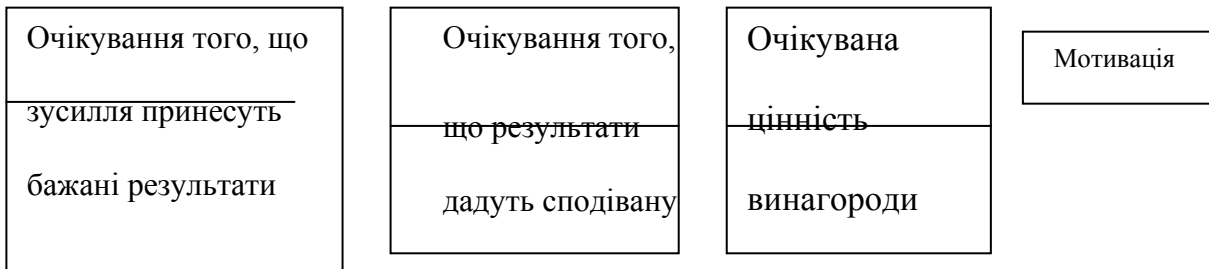 Очікування того, що
зусилля принесуть
бажані результати
Очікування того,
що результати
дадуть сподівану
Очікувана
цінність
винагороди
Мотивація